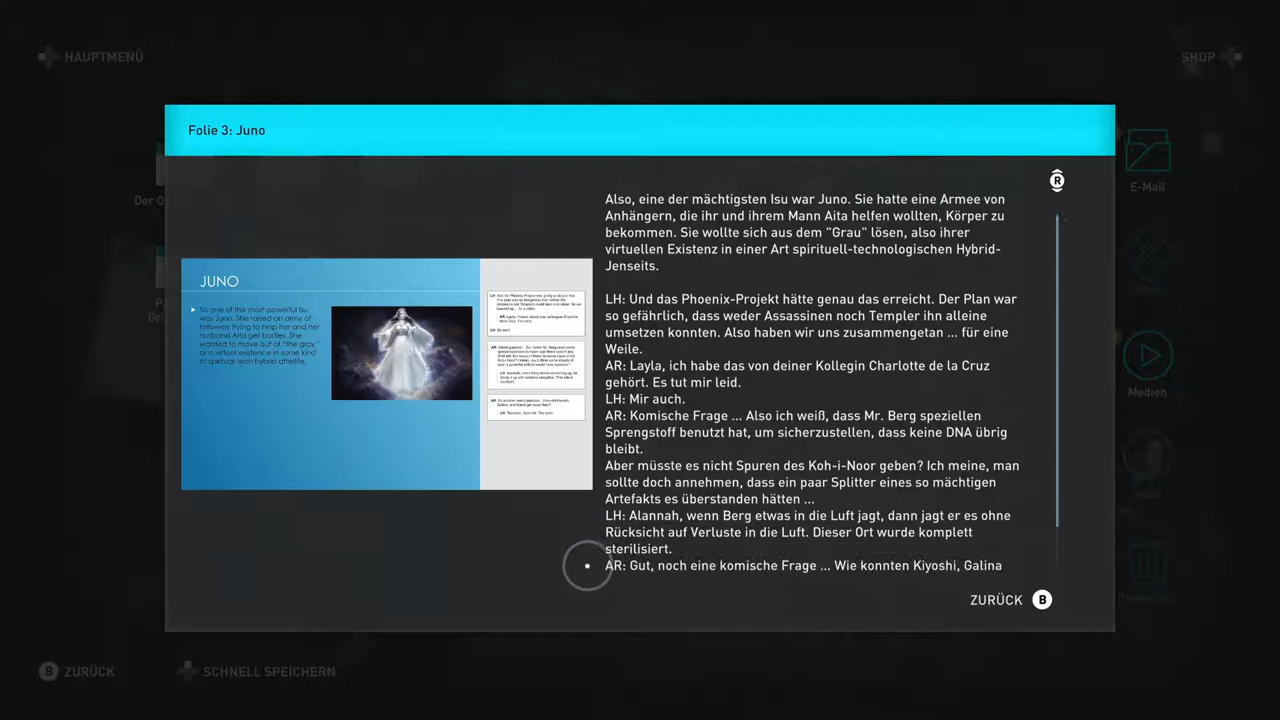 HAUPTMENÜ
SHOP
Folie 3: Juno
E-Mail
Medien
JUNO
So one of the most powerful Isu
was Juno. She raised an army of
followers trying to help her and her
husband Aita get bodies. She
wanted to move out of "the gray,"
or a virtual existence in some kind
of spiritual-tech hybrid afterlife.
Also, eine der mächtigsten Isu war Juno. Sie hatte eine Armee von
Anhängern, die ihr und ihrem Mann Aita helfen wollten, Körper zu
bekommen. Sie wollte sich aus dem "Grau" lösen, also ihrer
virtuellen Existenz in einer Art spirituell-technologischen Hybrid-
Jenseits.
LH: Und das Phoenix-Projekt hätte genau das erreicht. Der Plan war
so gefährlich, dass weder Assassinen noch Templer ihn alleine
umsetzen konnten. Also haben wir uns zusammengetan ... für eine
Weile.
AR: Layla, ich habe das von deiner Kollegin Charlotte de la Cruz
gehört. Es tut mir leid.
LH: Mir auch.
AR: Komische Frage ... Also ich weiß, dass Mr. Berg speziellen
Sprengstoff benutzt hat, um sicherzustellen, dass keine DNA übrig
bleibt.
Aber müsste es nicht Spuren des Koh-i-Noor geben? Ich meine, man
sollte doch annehmen, dass ein paar Splitter eines so mächtigen
Artefakts es überstanden hätten ...
LH: Alannah, wenn Berg etwas in die Luft jagt, dann jagt er es ohne
Rücksicht auf Verluste in die Luft. Dieser Ort wurde komplett
sterilisiert.
AR: Gut, noch eine komische Frage ... Wie konnten Kiyoshi, Galina
ZURÜCK B
B ZURÜCK
SCHNELL SPEICHERN